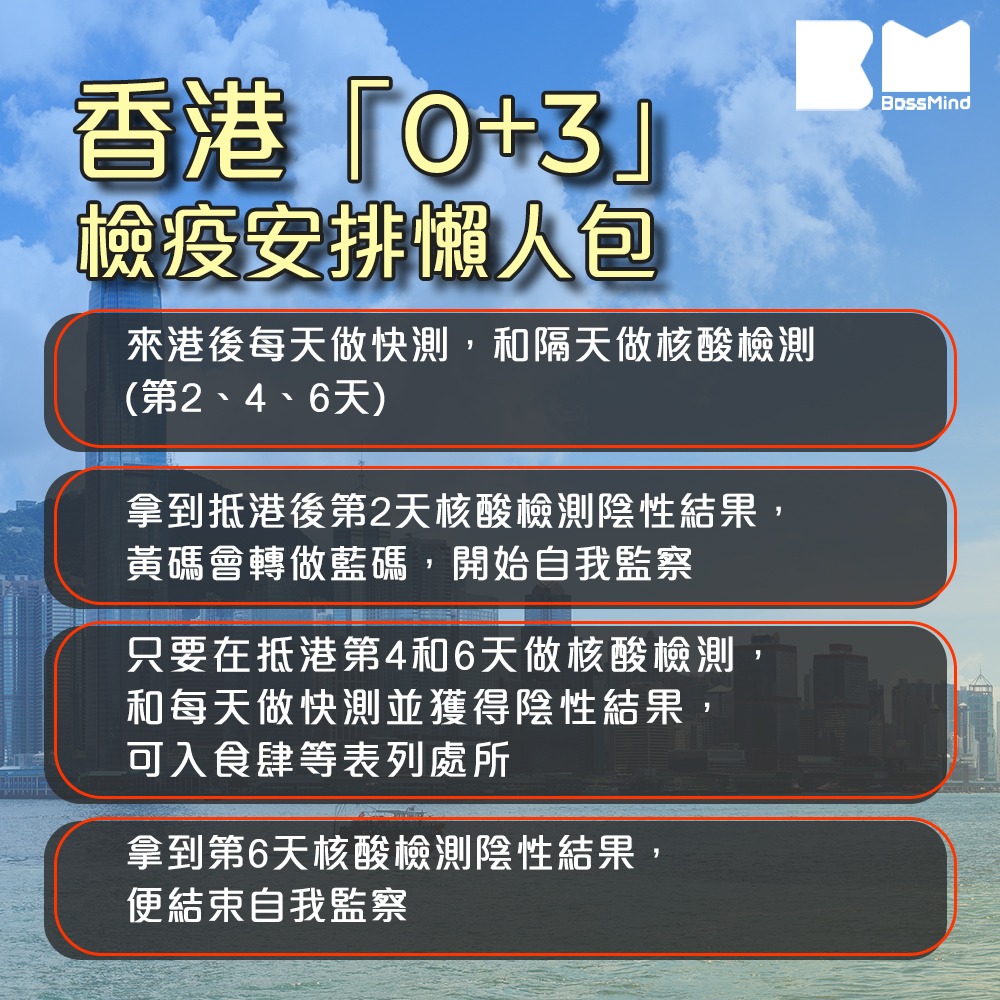 BossMind
香港「0+3」
檢疫安排懶人包
來港後每天做快測，和隔天做核酸檢測
(第2、4、6天)
拿到抵港後第2天核酸檢測陰性結果，
黃碼會轉做藍碼，開始自我監察
只要在抵港第4和6天做核酸檢測，
和每天做快測並獲得陰性結果，
可入食肆等表列處所
拿到第6天核酸檢測陰性結果，
便結束自我監察